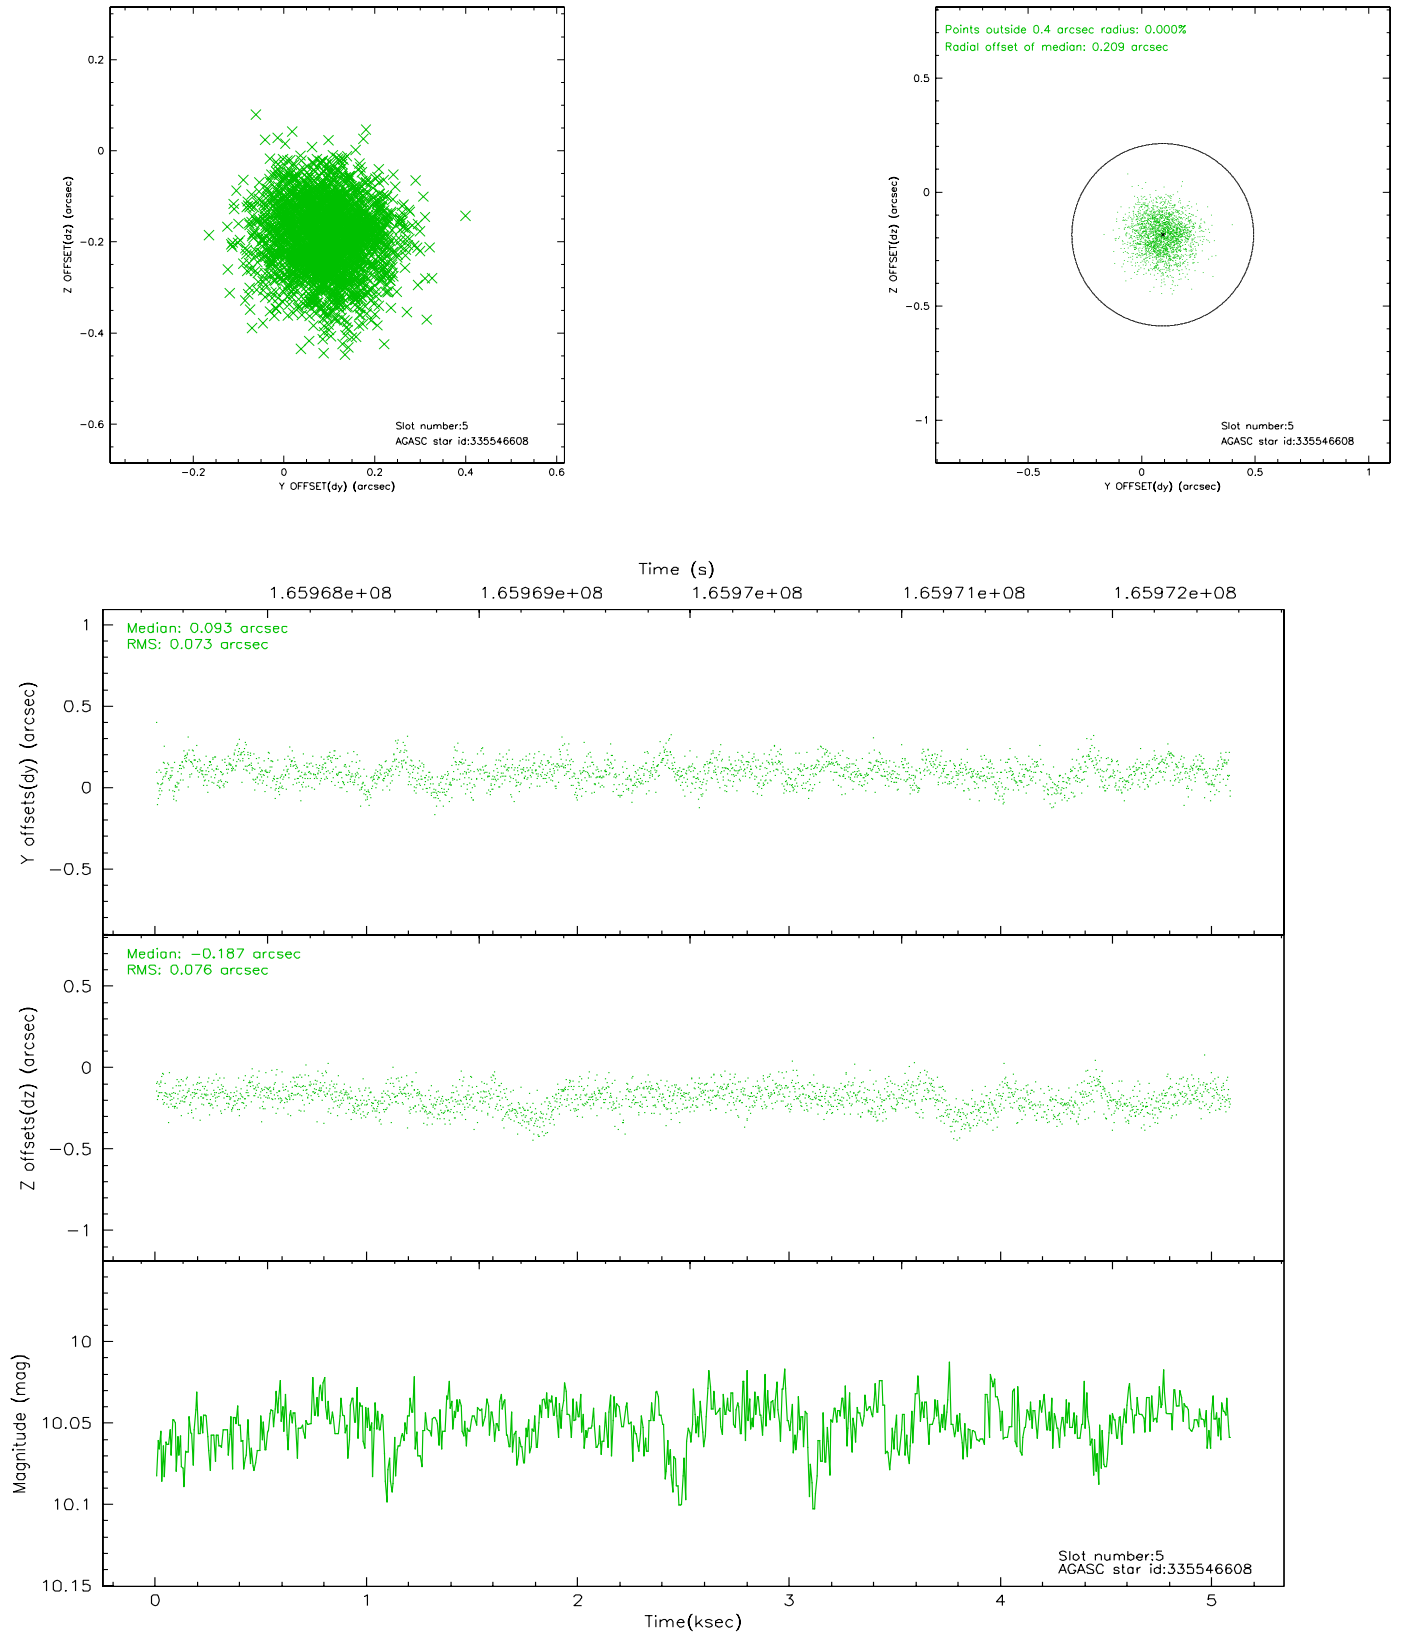 0.2
0
−0.2
−0.4
−0.6
Z OFFSET(dz) (arcsec)
Slot number:5
AGASC star id:335546608
−0.2 0 0.2 0.4 0.6
Y OFFSET(dy) (arcsec)
Points outside 0.4 arcsec radius: 0.000%
Radial offset of median: 0.209 arcsec
0.5
0
−0.5
−1
Z OFFSET(dz) (arcsec)
Slot number:5
AGASC star id:335546608
−0.5 0 0.5 1
Y OFFSET(dy) (arcsec)
Time (s)
1.65968e+08 1.65969e+08 1.6597e+08 1.65971e+08 1.65972e+08
Median: 0.093 arcsec
RMS: 0.073 arcsec
1
0.5
0
−0.5
Y offsets(dy) (arcsec)
Median: −0.187 arcsec
RMS: 0.076 arcsec
0.5
0
−0.5
−1
Z offsets(dz) (arcsec)
10
10.05
10.1
10.15
Magnitude (mag)
Slot number:5
AGASC star id:335546608
0 1 2 3 4 5
Time(ksec)